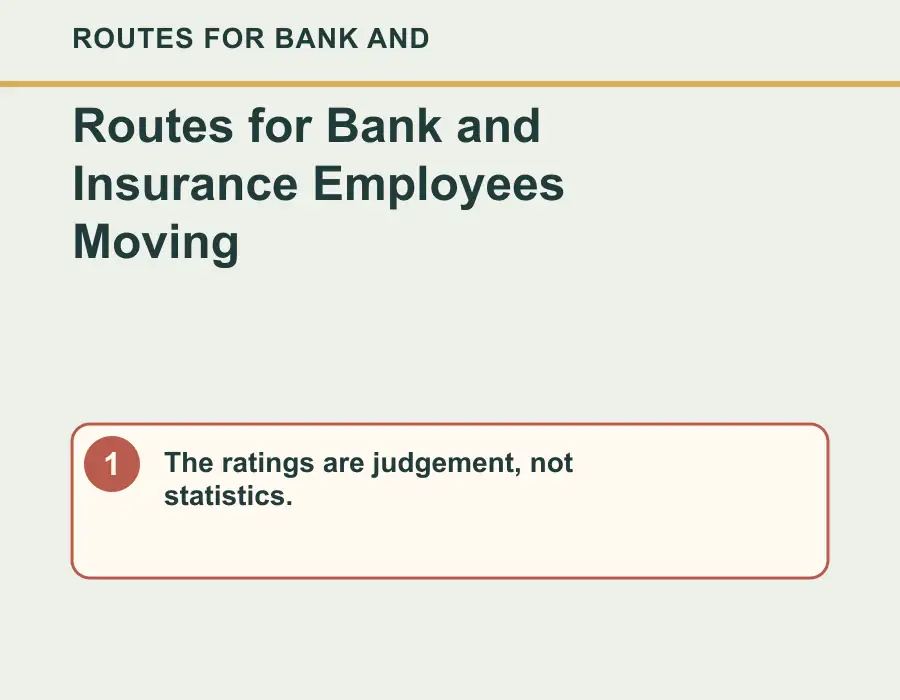 ROUTES FOR BANK AND
Routes for Bank and
Insurance Employees
Moving
1
The ratings are judgement, not
statistics.